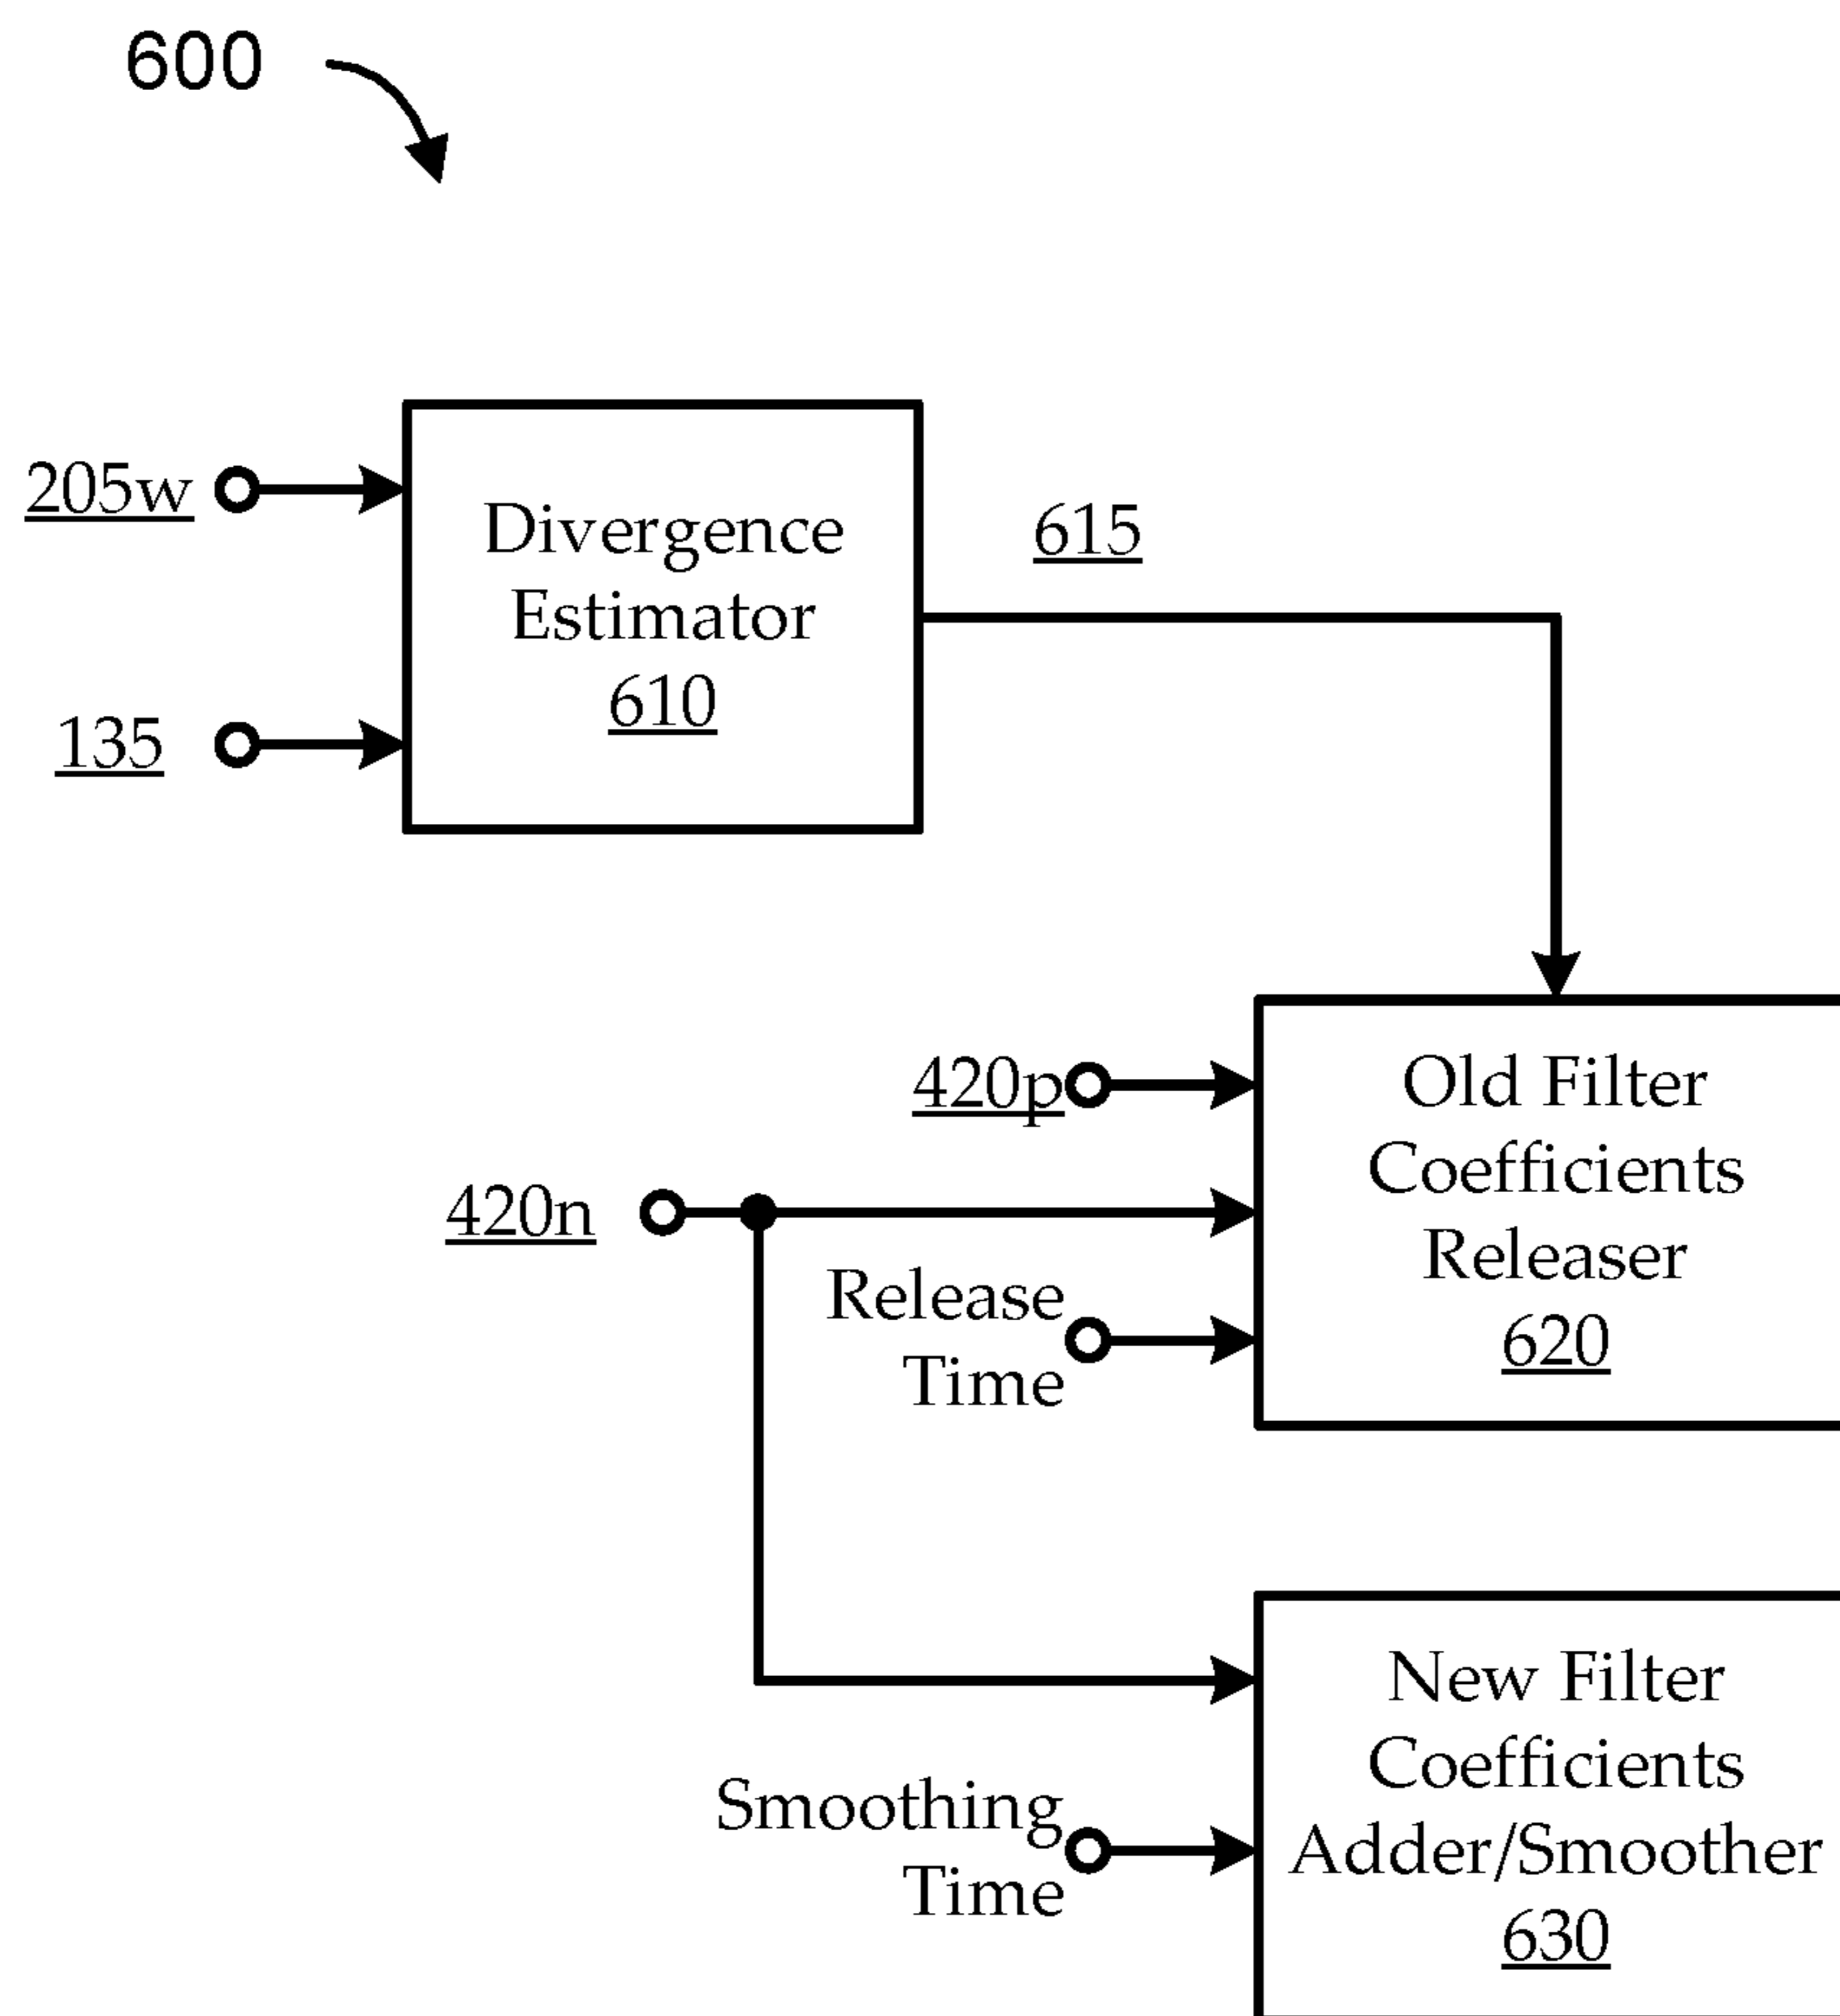 600
205w
135
Divergence
Estimator
610
615
420p
420n
Release
Time
Old Filter
Coefficients
Releaser
620
Smoothing
Time
New Filter
Coefficients
Adder/Smoother
630